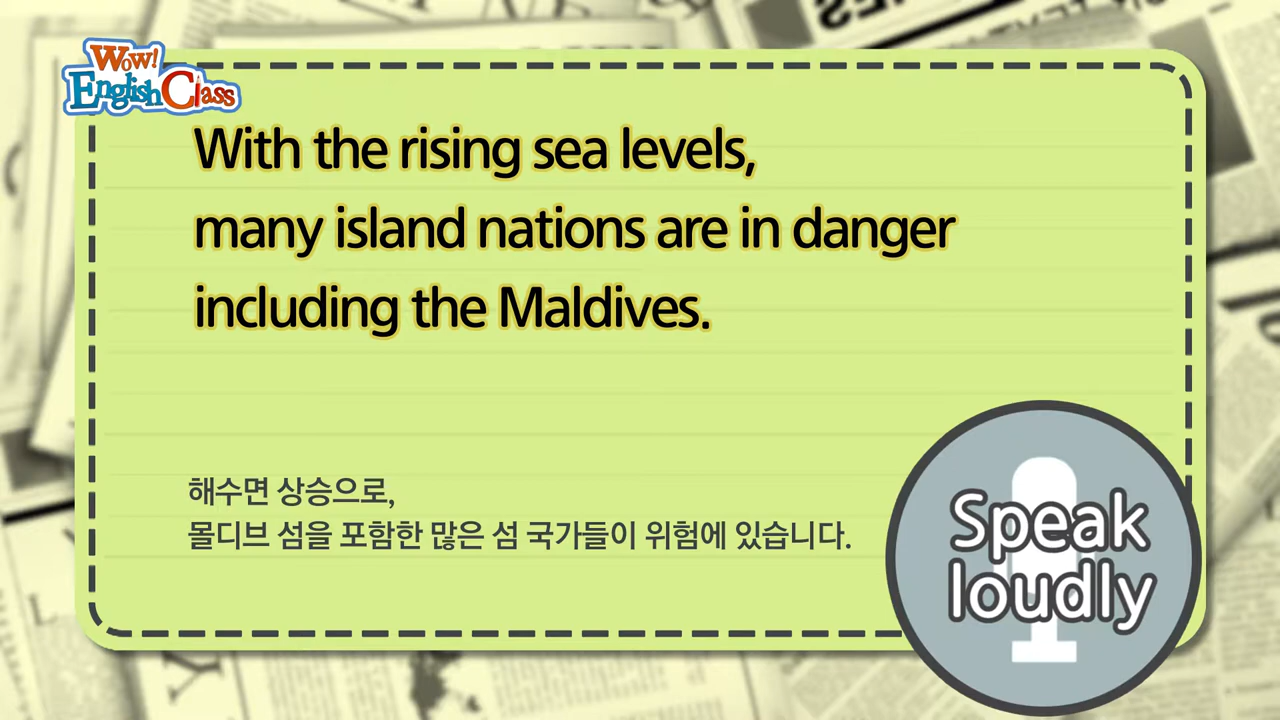 Wow!
English Class
With the rising sea levels,
many island nations are in danger
including the Maldives.
해수면 상승으로,
몰디브 섬을 포함한 많은 섬 국가들이 위험에 있습니다.
Speak
loudly